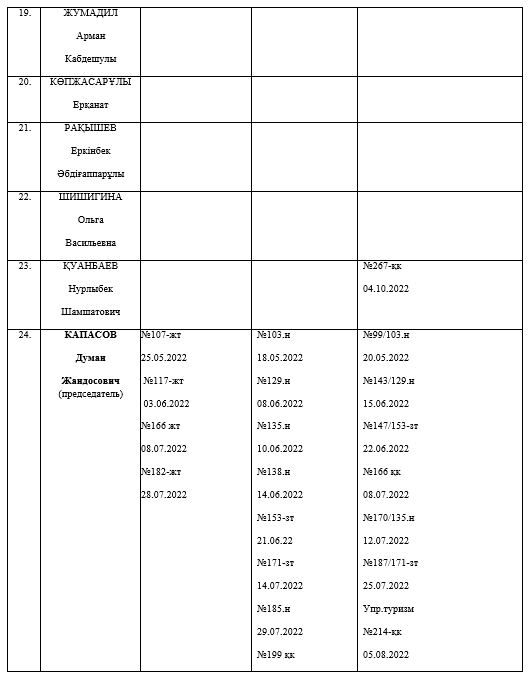 19.
ЖУМАДИЛ
Арман
Кабдешулы
20.
КӨПЖАСАРҰЛЫ
Ерқанат
21.
РАҚЫШЕВ
Еркінбек
Әбдіғаппарұлы
22.
ШИШИГИНА
Ольга
Васильевна
23.
ҚУАНБАЕВ
Нурлыбек
Шамшатович
№267-қк
04.10.2022
24.
КАПАСОВ
Думан
Жандосович
(председатель)
№107-жт
25.05.2022
№117-жт
03.06.2022
№166 жт
08.07.2022
№182-жт
28.07.2022
№103.н
18.05.2022
№129.н
08.06.2022
№135.н
10.06.2022
№138.н
14.06.2022
№153-зт
21.06.22
№171-зт
14.07.2022
№185.н
29.07.2022
№199 қк
№99/103.н
20.05.2022
№143/129.н
15.06.2022
№147/153-зт
22.06.2022
№166 қк
08.07.2022
№170/135.н
12.07.2022
№187/171-зт
25.07.2022
Упр.туризм
№214-қк
05.08.2022